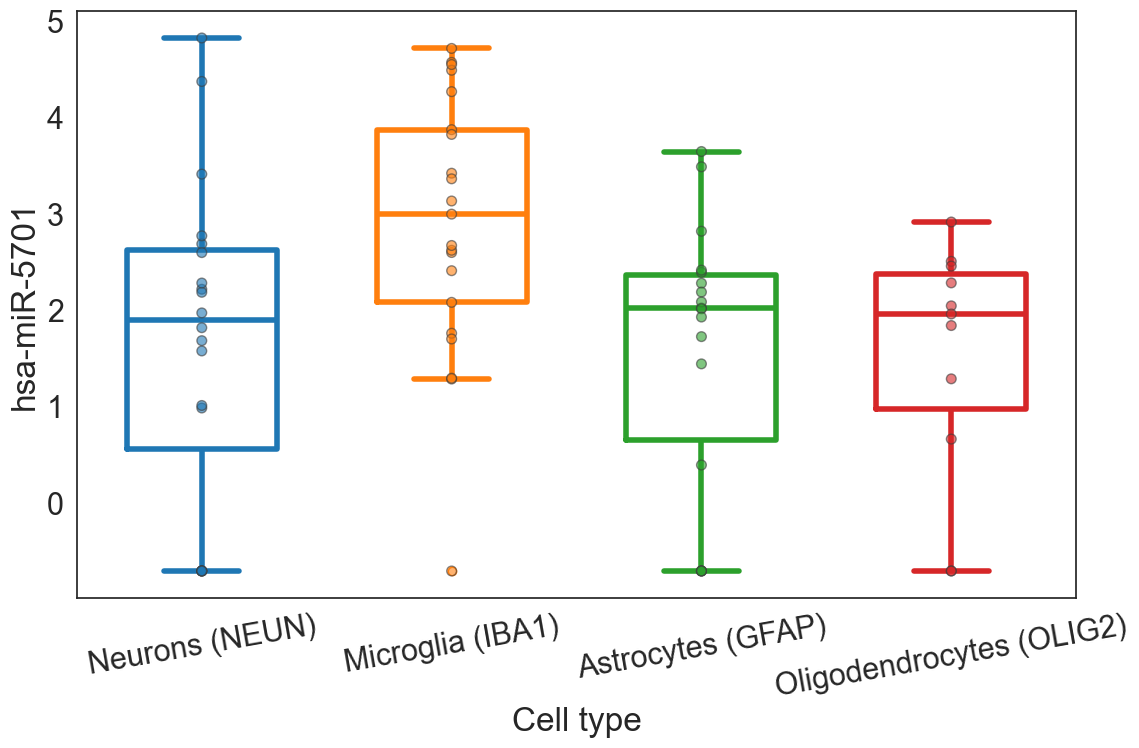 hsa-miR-5701
5
4
3
2
1
0
Neurons (NEUN)
Microglia (IBA1)
Astrocytes (GFAP)
Oligodendrocytes (OLIG2)
Cell type